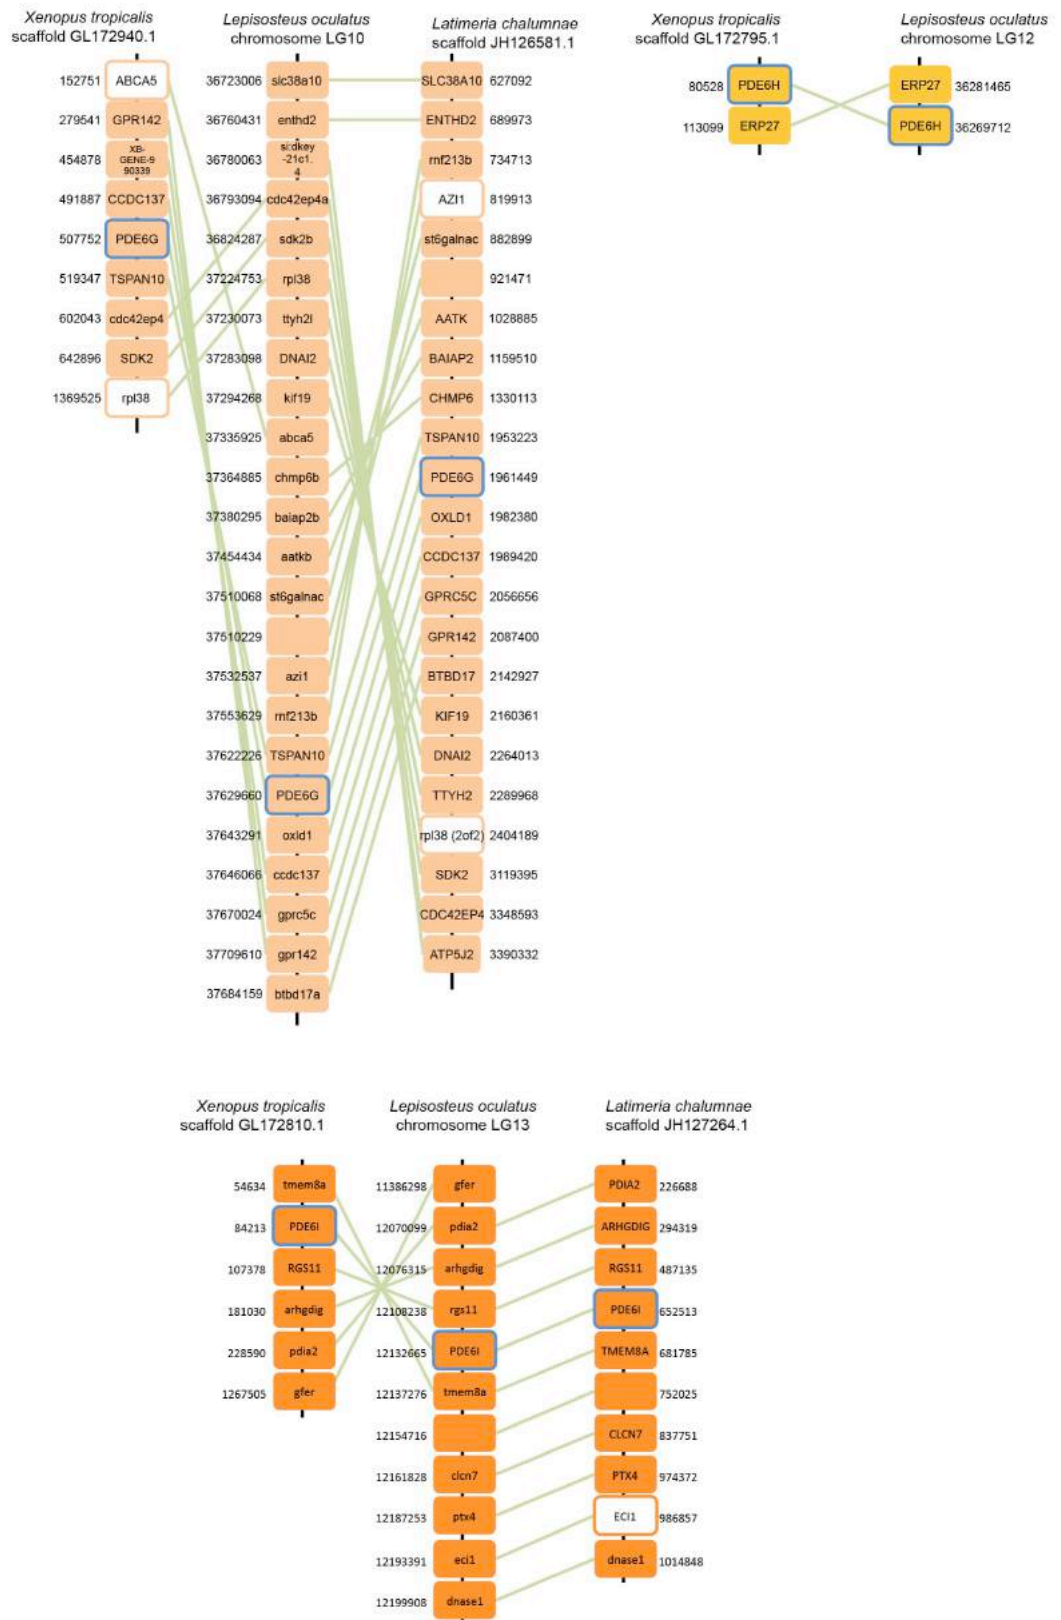 Xenopus tropicalis
scaffold GL172940.1
152751 ABCA5
279541 GPR142
454878 XB-
GENE-9
90339
491887 CCDC137
507752 PDE6G
519347 TSPAN10
602043 cdc42ep4
642896 SDK2
1369525 rpl38
Lepisosteus oculatus
chromosome LG10
36723006 slc38a10
36760431 enthd2
36780063 si:dkey
-21c1.
4
36793094 cdc42ep4a
36824287 sdk2b
37224753 rpl38
37230073 ttyh2l
37283098 DNAI2
37294268 kif19
37335925 abca5
37364885 chmp6b
37380295 baiap2b
37454434 aatkb
37510068 st6galnac
37510229
37532537 azi1
37553629 rnf213b
37622226 TSPAN10
37629660 PDE6G
37643291 oxld1
37646066 ccdc137
37670024 gprc5c
37709610 gpr142
37684159 btbd17a
Latimeria chalumnae
scaffold JH126581.1
SLC38A10 627092
ENTHD2 689973
rnf213b 734713
AZI1 819913
st6galnac 882899
921471
AATK 1028885
BAIAP2 1159510
CHMP6 1330113
TSPAN10 1953223
PDE6G 1961449
OXLD1 1982380
CCDC137 1989420
GPRC5C 2056656
GPR142 2087400
BTBD17 2142927
KIF19 2160361
DNAI2 2264013
TTYH2 2289968
rpl38 (2of2) 2404189
SDK2 3119395
CDC42EP4 3348593
ATP5J2 3390332
Xenopus tropicalis
scaffold GL172795.1
80528 PDE6H
113099 ERP27
Lepisosteus oculatus
chromosome LG12
ERP27 36281465
PDE6H 36269712
Xenopus tropicalis
scaffold GL172810.1
54634 tmem8a
84213 PDE6I
107378 RGS11
181030 arhgdig
228590 pdia2
1267505 gfer
Lepisosteus oculatus
chromosome LG13
11386298 gfer
12070099 pdia2
12076315 arhgdig
12108238 rgs11
12132665 PDE6I
12137276 tmem8a
12154716
12161828 clcn7
12187253 ptx4
12193391 eci1
12199908 dnase1
Latimeria chalumnae
scaffold JH127264.1
PDIA2 226688
ARHGDIG 294319
RGS11 487135
PDE6I 652513
TMEM8A 681785
752025
CLCN7 837751
PTX4 974372
ECI1 986857
dnase1 1014848